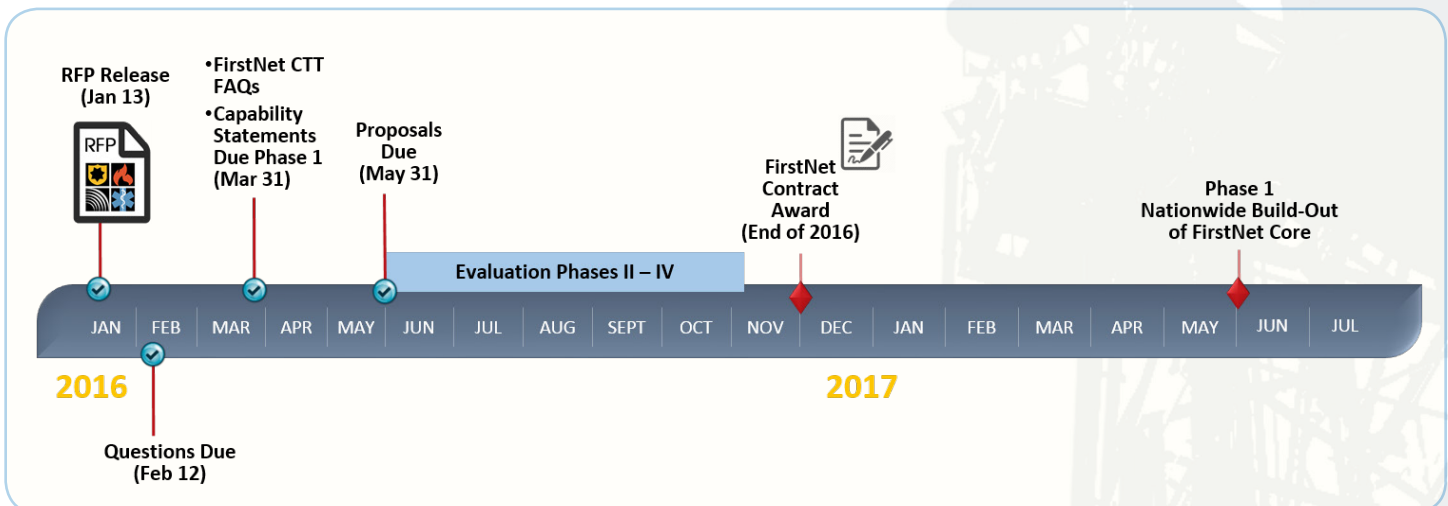 RFP Release
(Jan 13)
RFP
•FirstNet CTT
FAQs
•Capability
Statements
Due Phase 1
(Mar 31)
Proposals
Due
(May 31)
FirstNet
Contract
Award
(End of 2016)
Phase 1
Nationwide Build-Out
of FirstNet Core
Evaluation Phases II – IV
JAN FEB MAR APR MAY JUN JUL AUG SEPT OCT NOV DEC JAN FEB MAR APR MAY JUN JUL
2016 2017
Questions Due
(Feb 12)